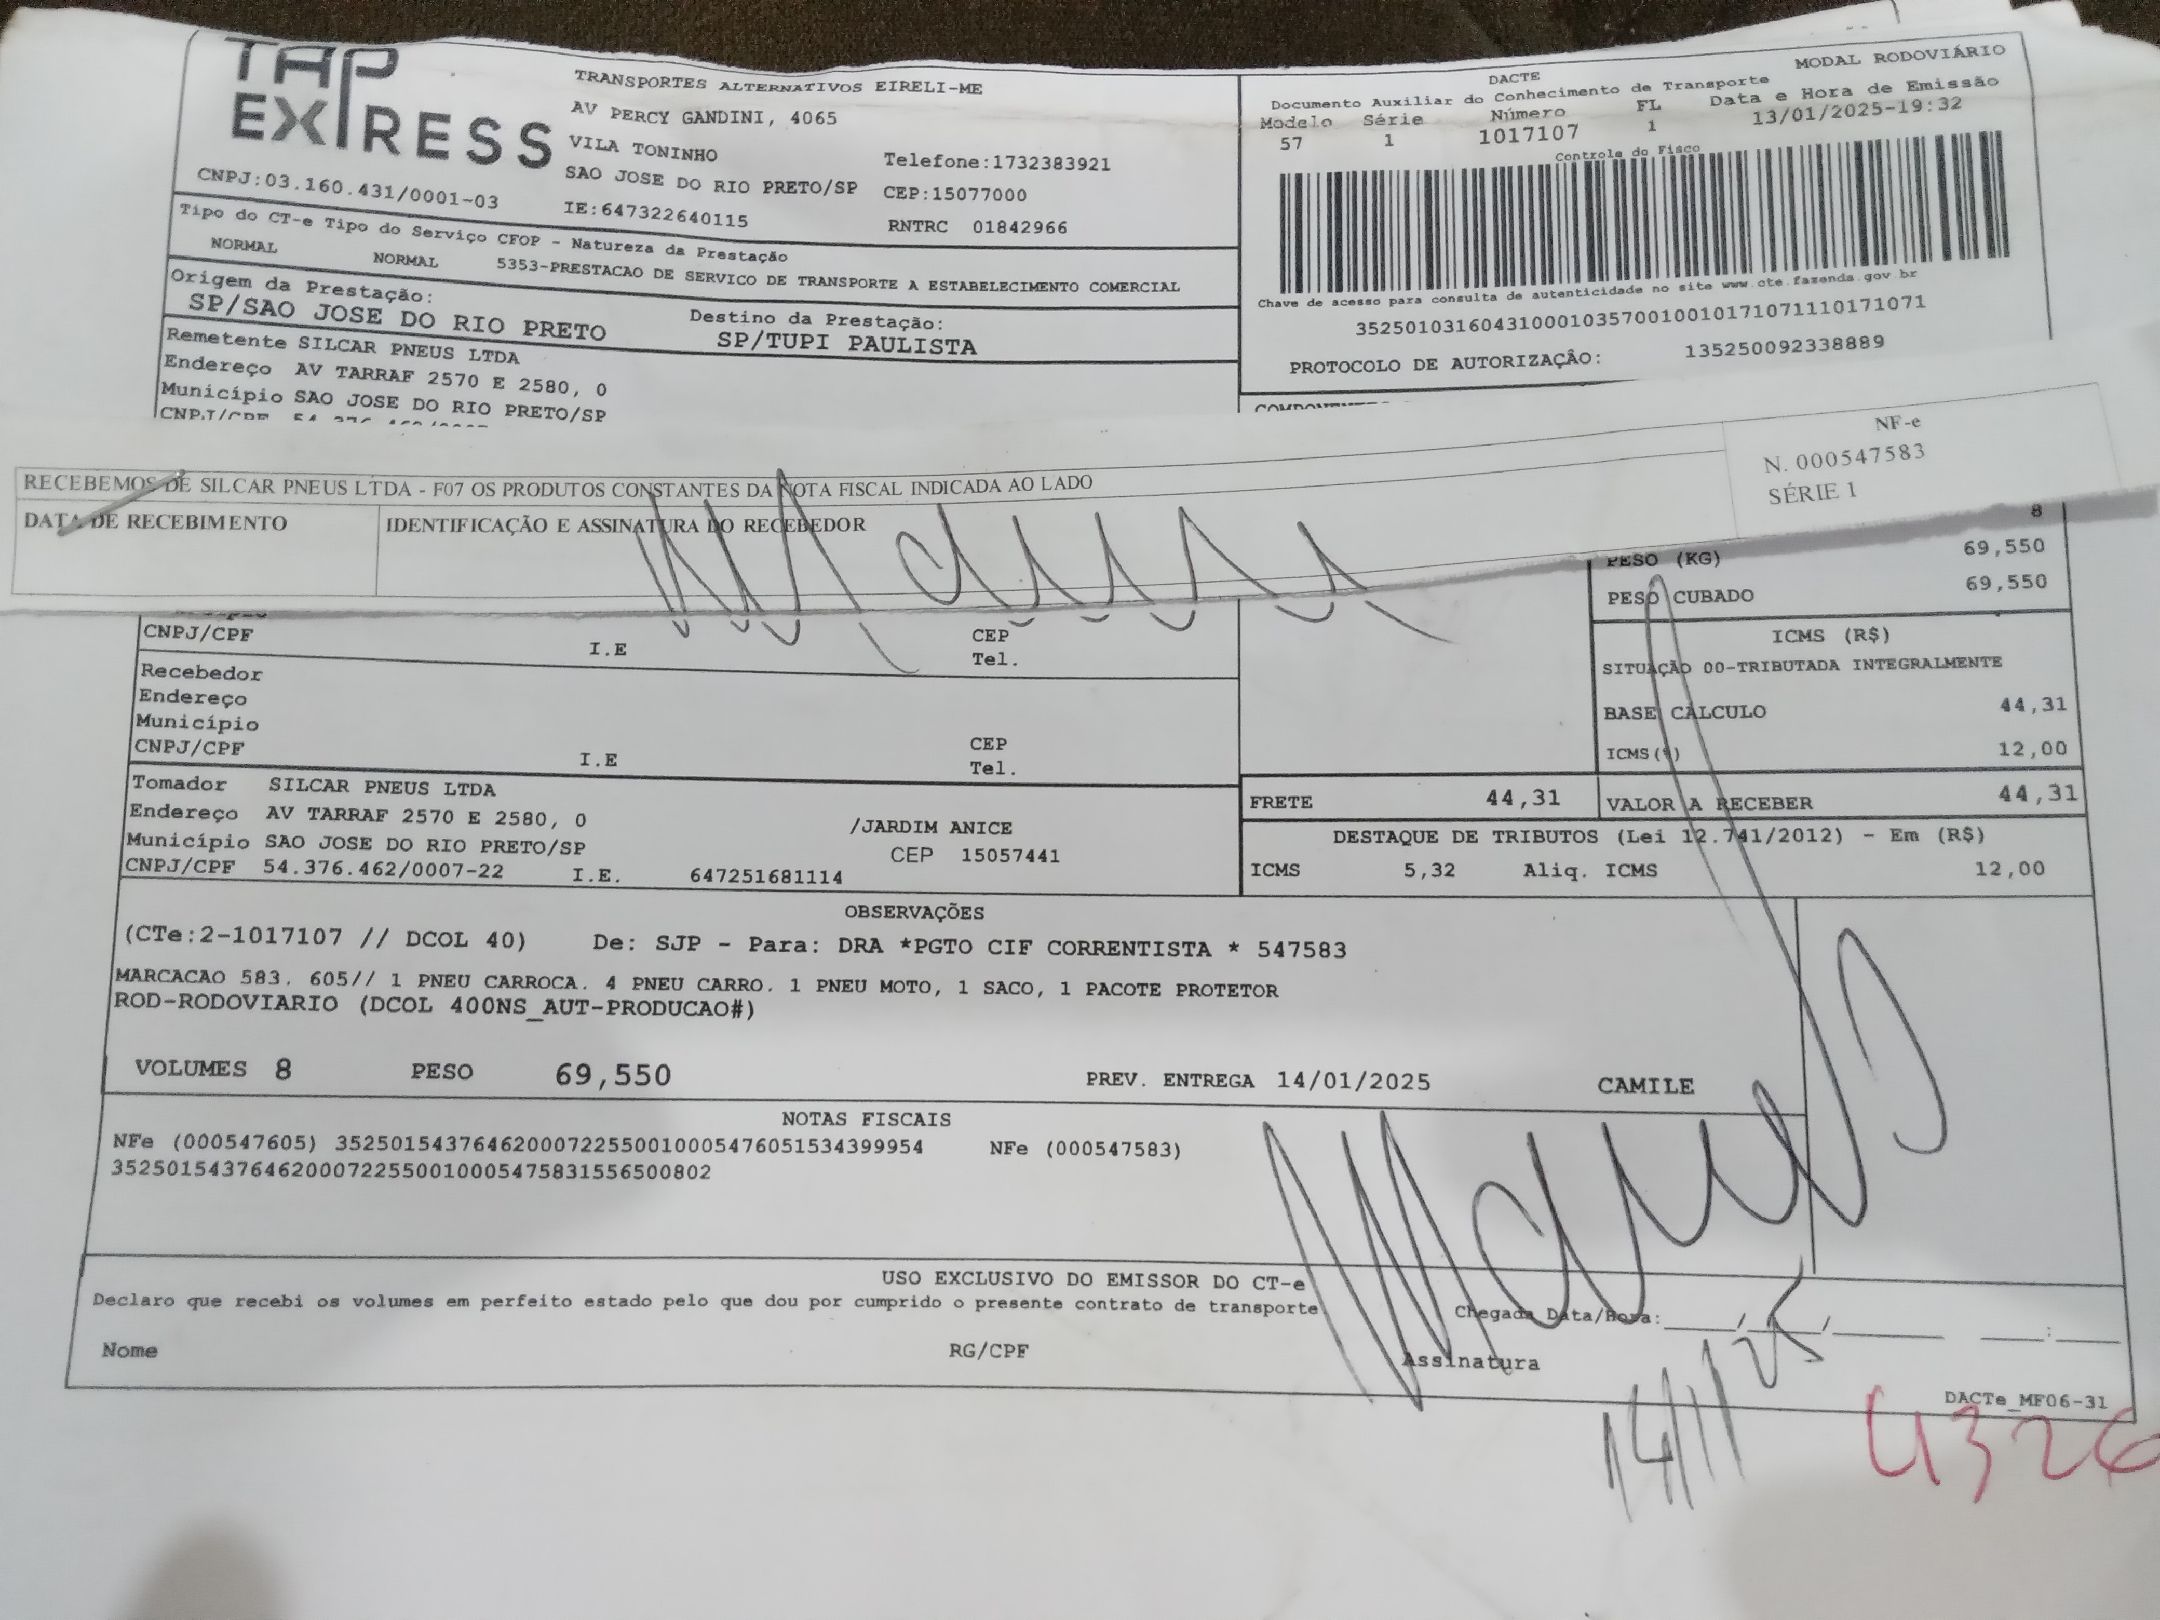 TAP
EXPRESS
CNPJ:03.160.431/0001-03
TRANSPORTES ALTERNATIVOS EIRELI-ME
AV PERCY GANDINI, 4065
VILA TONINHO
SAO JOSE DO RIO PRETO/SP
IE:647322640115
Telefone:1732383921
CEP:15077000
RNTRC 01842966
DACTE
MODAL RODOVIÁRIO
Documento Auxiliar do Conhecimento de Transporte
Modelo Série Número FL Data e Hora de Emissão
57 1 1017107 1 13/01/2025-19:32
Controle do Fisco
Chave de acesso para consulta de autenticidade no site www.cte.fazenda.gov.br
35250103160431000103570010010171071110171071
PROTOCOLO DE AUTORIZAÇÃO: 135250092338889
Tipo do CT-e Tipo do Serviço CFOP - Natureza da Prestação
NORMAL NORMAL 5353-PRESTACAO DE SERVICO DE TRANSPORTE A ESTABELECIMENTO COMERCIAL
Origem da Prestação: Destino da Prestação:
SP/SAO JOSE DO RIO PRETO SP/TUPI PAULISTA
Remetente SILCAR PNEUS LTDA
Endereço AV TARRAF 2570 E 2580, 0
Município SAO JOSE DO RIO PRETO/SP
CNPJ/CPF
RECEBEMOS DE SILCAR PNEUS LTDA - F07 OS PRODUTOS CONSTANTES DA NOTA FISCAL INDICADA AO LADO
DATA DE RECEBIMENTO IDENTIFICAÇÃO E ASSINATURA DO RECEBEDOR
NF-e
N. 000547583
SÉRIE 1
8
PESO (KG) 69,550
PESO CUBADO 69,550
CNPJ/CPF I.E CEP
Tel.
Recebedor
Endereço
Município
CNPJ/CPF I.E CEP
Tel.
ICMS (R$)
SITUAÇÃO 00-TRIBUTADA INTEGRALMENTE
BASE CÁLCULO 44,31
ICMS(%) 12,00
Tomador SILCAR PNEUS LTDA
Endereço AV TARRAF 2570 E 2580, 0 /JARDIM ANICE
Município SAO JOSE DO RIO PRETO/SP CEP 15057441
CNPJ/CPF 54.376.462/0007-22 I.E. 647251681114
FRETE 44,31 VALOR A RECEBER 44,31
DESTAQUE DE TRIBUTOS (Lei 12.741/2012) - Em (R$)
ICMS 5,32 Aliq. ICMS 12,00
OBSERVAÇÕES
(CTe:2-1017107 // DCOL 40) De: SJP - Para: DRA *PGTO CIF CORRENTISTA * 547583
MARCACAO 583. 605// 1 PNEU CARROCA. 4 PNEU CARRO. 1 PNEU MOTO, 1 SACO, 1 PACOTE PROTETOR
ROD-RODOVIARIO (DCOL 400NS_AUT-PRODUCAO#)
VOLUMES 8 PESO 69,550 PREV. ENTREGA 14/01/2025 CAMILE
NOTAS FISCAIS
NFe (000547605) 35250154376462000722550010005476051534399954 NFe (000547583)
35250154376462000722550010005475831556500802
USO EXCLUSIVO DO EMISSOR DO CT-e
Declaro que recebi os volumes em perfeito estado pelo que dou por cumprido o presente contrato de transporte
Chegada Data/Hora: ____/____/______ ___:___
Nome RG/CPF Assinatura
14/1/25
DACTe_MF06-31
4326